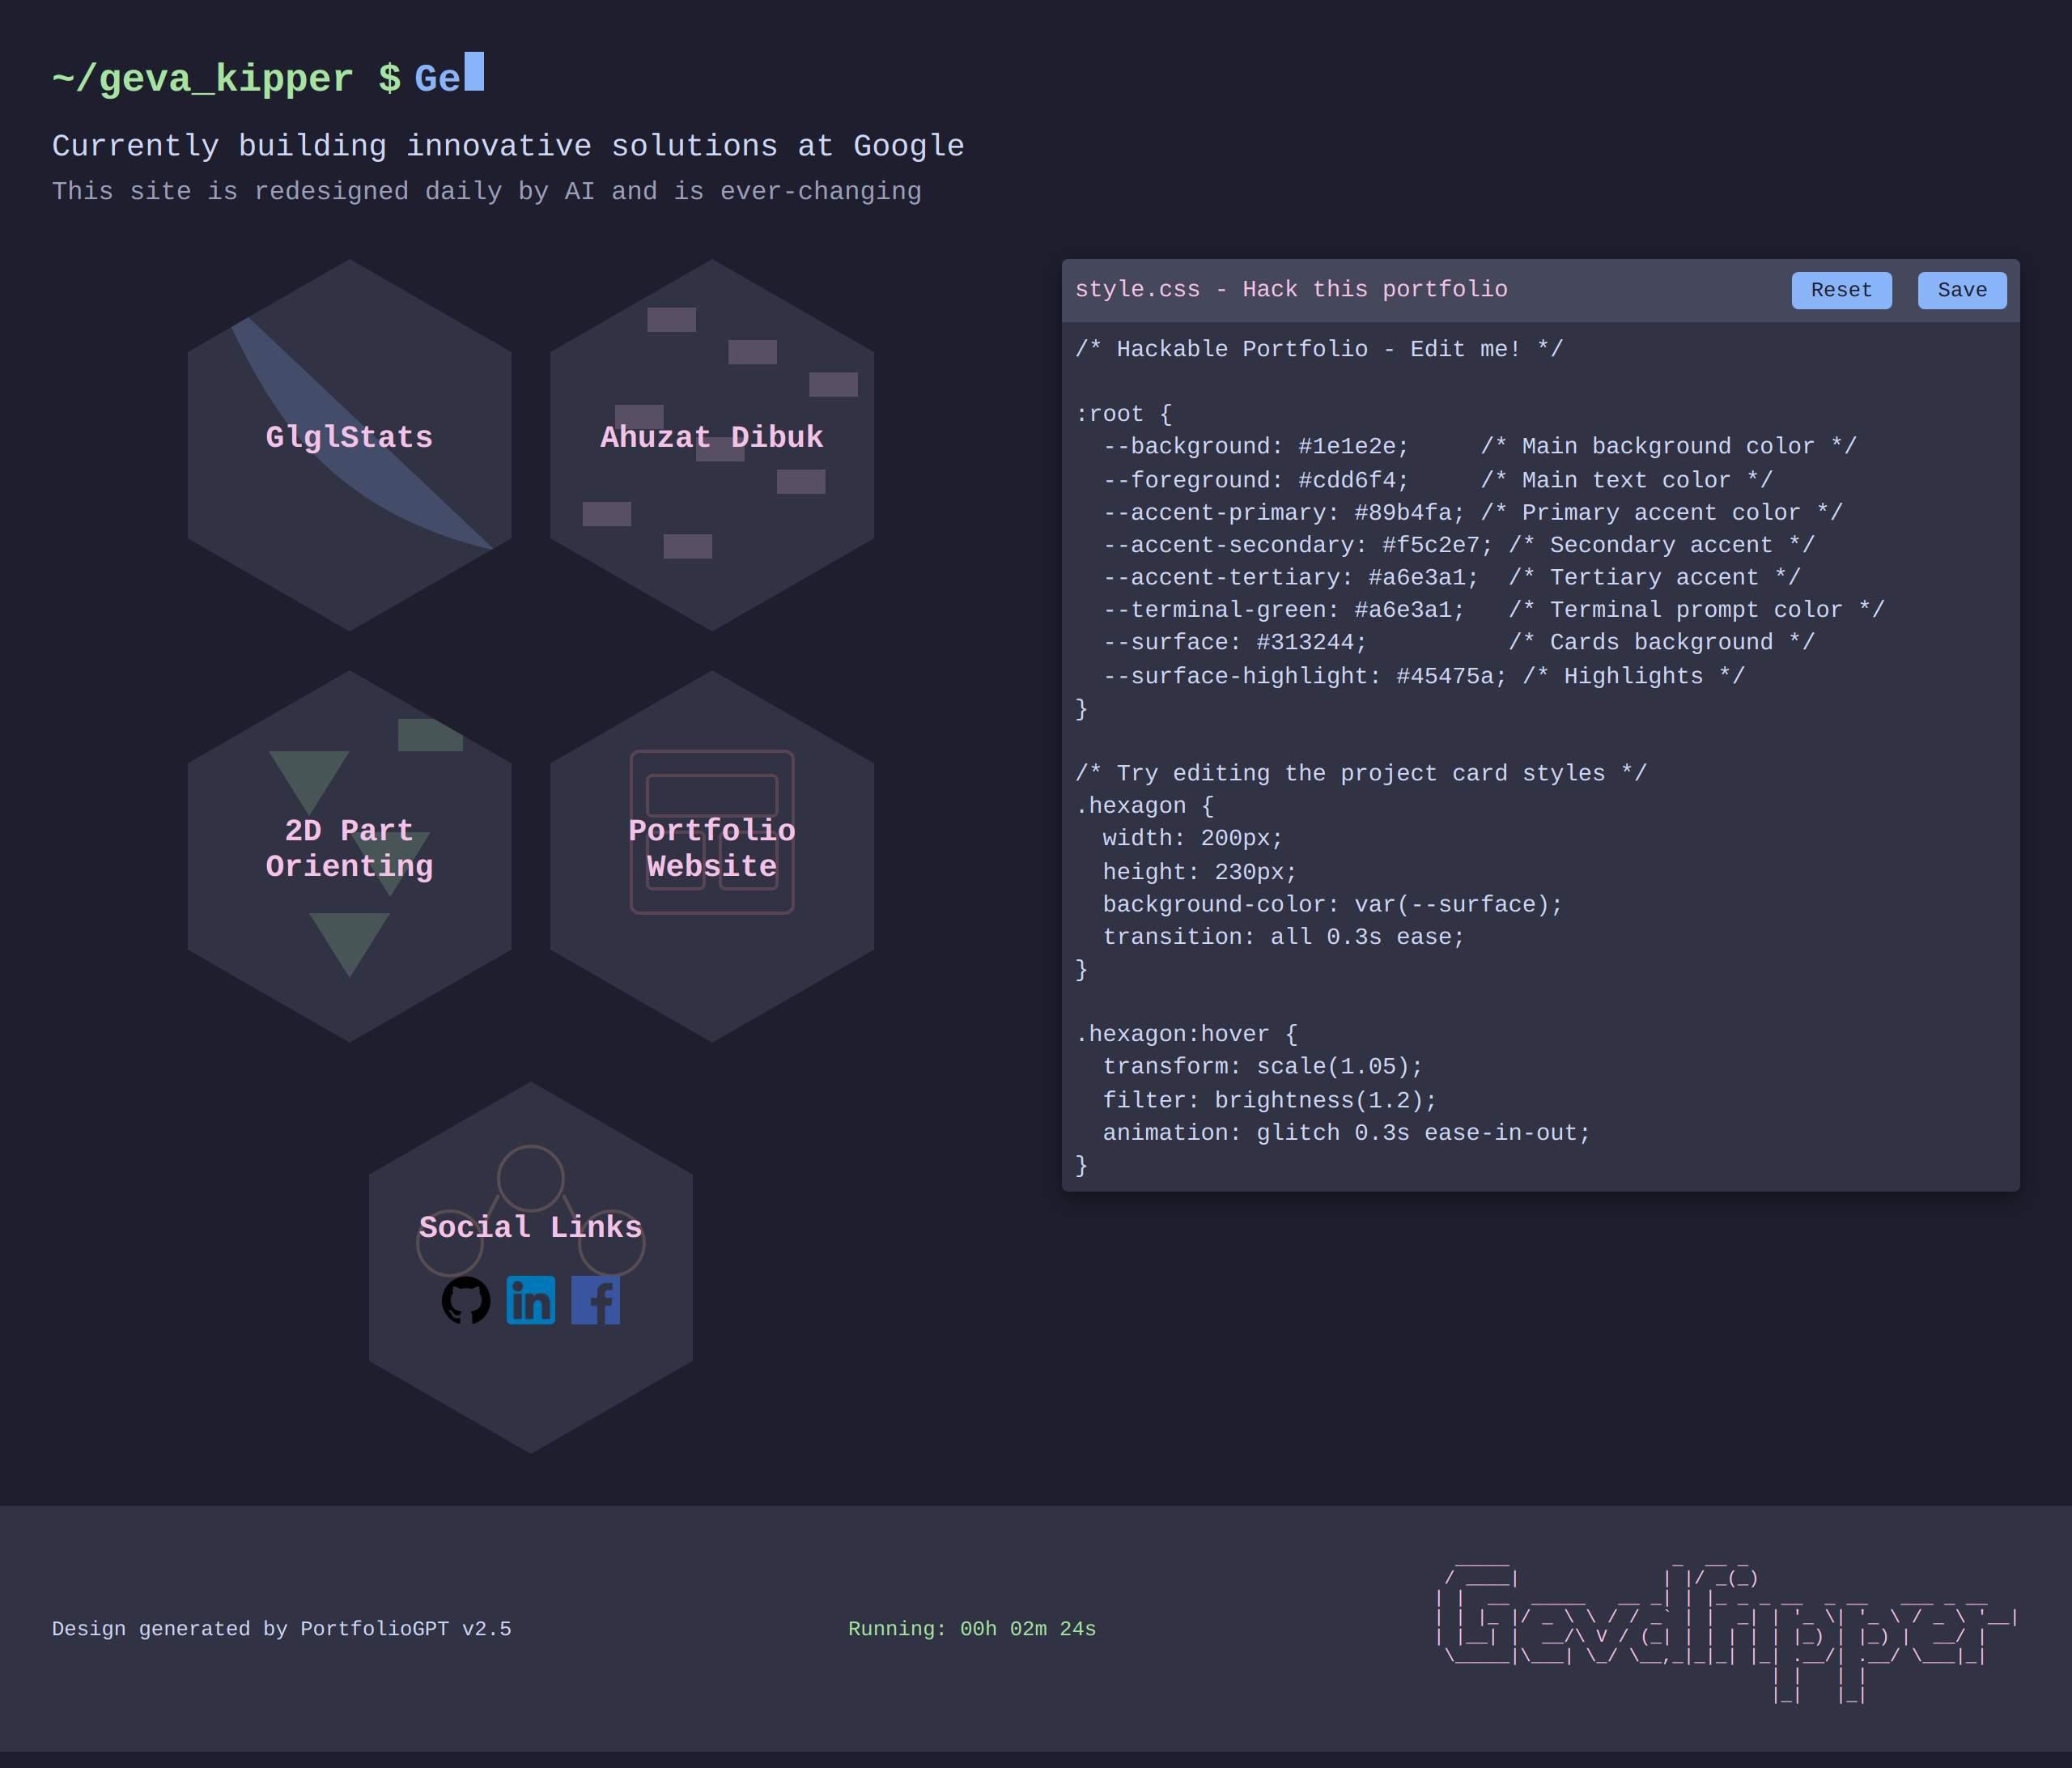 ~/geva_kipper $ Ge
Currently building innovative solutions at Google
This site is redesigned daily by AI and is ever-changing
GlglStats
Ahuzat Dibuk
2D Part
Orienting
Portfolio
Website
Social Links
style.css - Hack this portfolio
Reset
Save
/* Hackable Portfolio - Edit me! */
:root {
  --background: #1e1e2e;     /* Main background color */
  --foreground: #cdd6f4;     /* Main text color */
  --accent-primary: #89b4fa; /* Primary accent color */
  --accent-secondary: #f5c2e7; /* Secondary accent */
  --accent-tertiary: #a6e3a1;  /* Tertiary accent */
  --terminal-green: #a6e3a1;   /* Terminal prompt color */
  --surface: #313244;          /* Cards background */
  --surface-highlight: #45475a; /* Highlights */
}
/* Try editing the project card styles */
.hexagon {
  width: 200px;
  height: 230px;
  background-color: var(--surface);
  transition: all 0.3s ease;
}
.hexagon:hover {
  transform: scale(1.05);
  filter: brightness(1.2);
  animation: glitch 0.3s ease-in-out;
}
Design generated by PortfolioGPT v2.5
Running: 00h 02m 24s